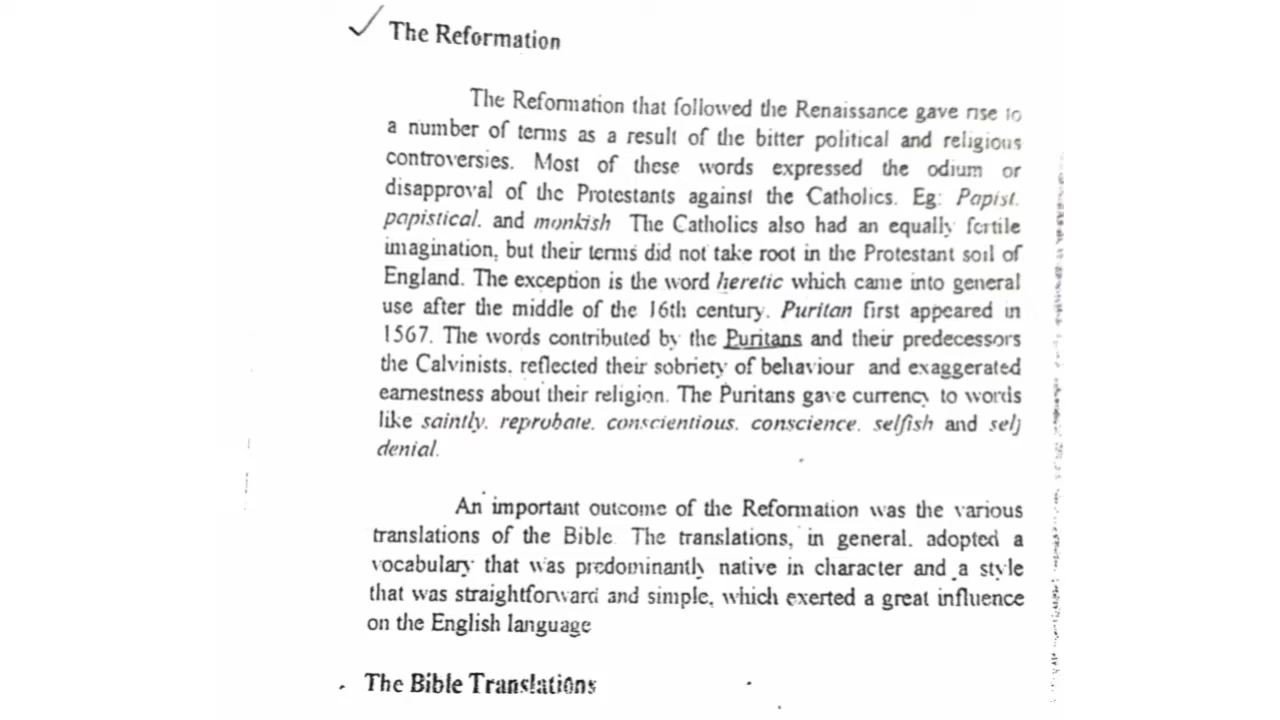 The Reformation
The Reformation that followed the Renaissance gave rise to
a number of terms as a result of the bitter political and religious
controversies. Most of these words expressed the odium or
disapproval of the Protestants against the Catholics. Eg: Papist.
papistical. and monkish The Catholics also had an equally fertile
imagination, but their terms did not take root in the Protestant soil of
England. The exception is the word heretic which came into general
use after the middle of the 16th century. Puritan first appeared in
1567. The words contributed by the Puritans and their predecessors
the Calvinists. reflected their sobriety of behaviour and exaggerated
earnestness about their religion. The Puritans gave currency to words
like saintly. reprobate. conscientious. conscience. selfish and self
denial.
An important outcome of the Reformation was the various
translations of the Bible. The translations, in general. adopted a
vocabulary that was predominantly native in character and a style
that was straightforward and simple, which exerted a great influence
on the English language
The Bible Translations